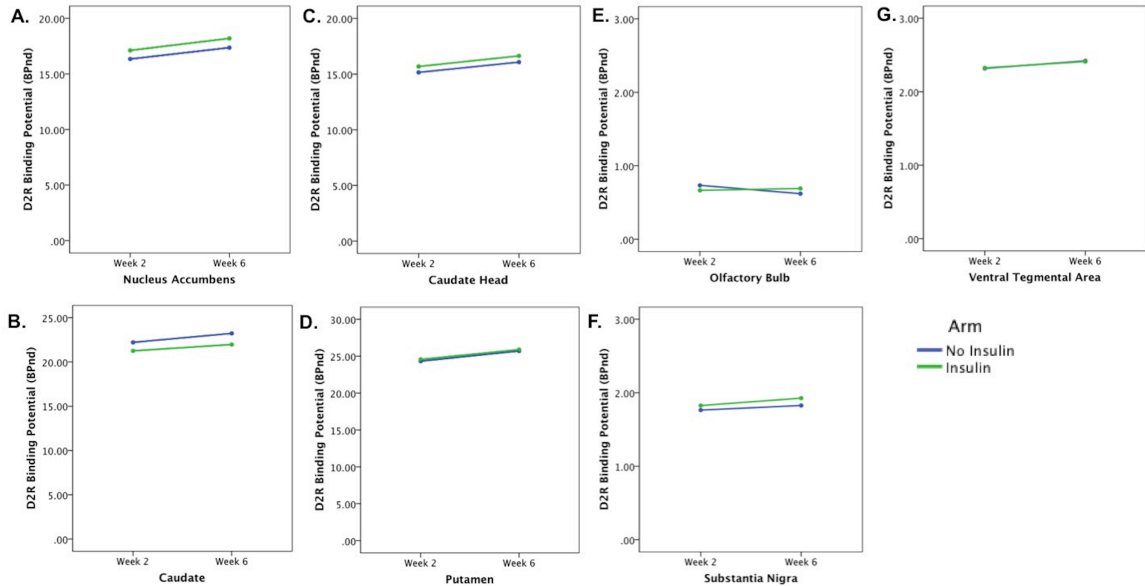 A.
D2R Binding Potential (BPnd)
20.00
15.00
10.00
5.00
.00
Week 2
Week 6
Nucleus Accumbens
C.
D2R Binding Potential (BPnd)
20.00
15.00
10.00
5.00
.00
Week 2
Week 6
Caudate Head
E.
D2R Binding Potential (BPnd)
3.00
2.00
1.00
.00
Week 2
Week 6
Olfactory Bulb
G.
D2R Binding Potential (BPnd)
3.00
2.00
1.00
.00
Week 2
Week 6
Ventral Tegmental Area
B.
D2R Binding Potential (BPnd)
25.00
20.00
15.00
10.00
5.00
.00
Week 2
Week 6
Caudate
D.
D2R Binding Potential (BPnd)
30.00
25.00
20.00
15.00
10.00
5.00
.00
Week 2
Week 6
Putamen
F.
D2R Binding Potential (BPnd)
3.00
2.00
1.00
.00
Week 2
Week 6
Substantia Nigra
Arm
No Insulin
Insulin